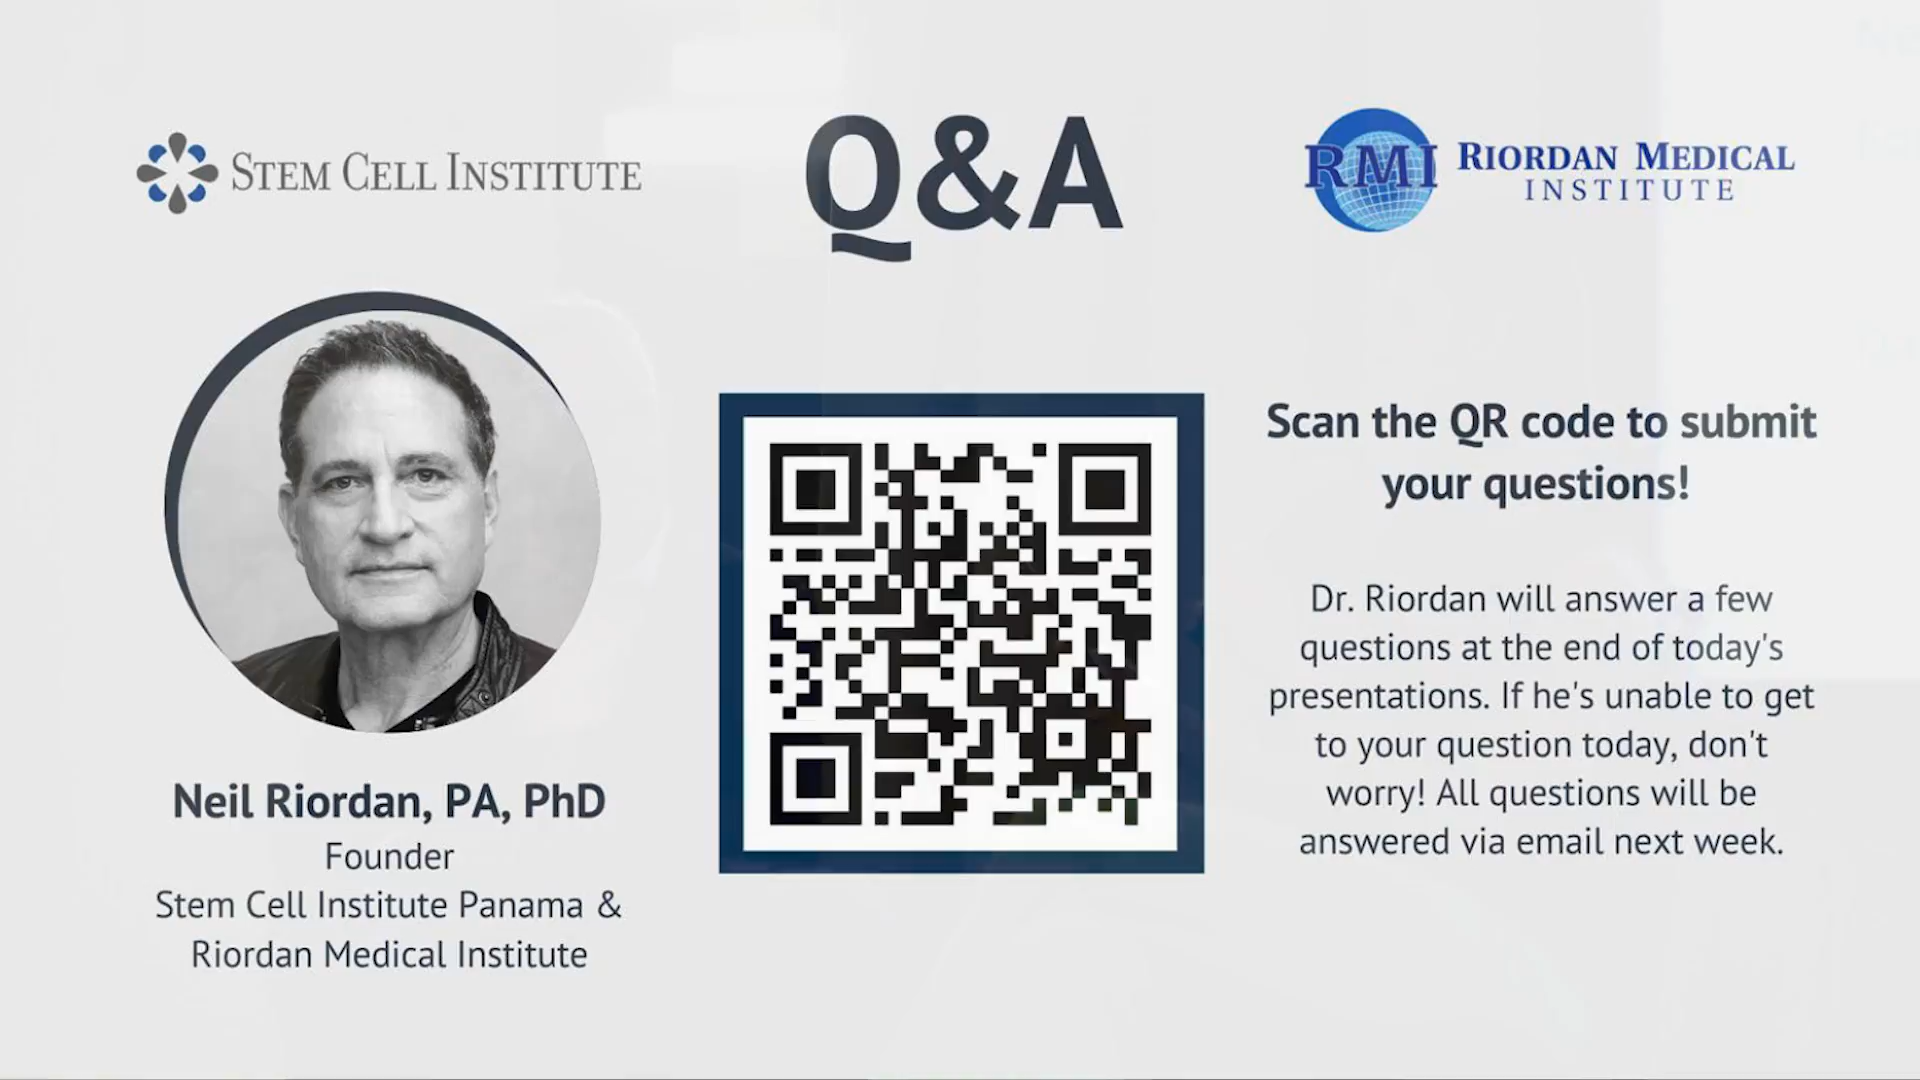 STEM CELL INSTITUTE
Q&A
RMI
RIORDAN MEDICAL
INSTITUTE
Neil Riordan, PA, PhD
Founder
Stem Cell Institute Panama &
Riordan Medical Institute
Scan the QR code to submit
your questions!
Dr. Riordan will answer a few
questions at the end of today's
presentations. If he's unable to get
to your question today, don't
worry! All questions will be
answered via email next week.